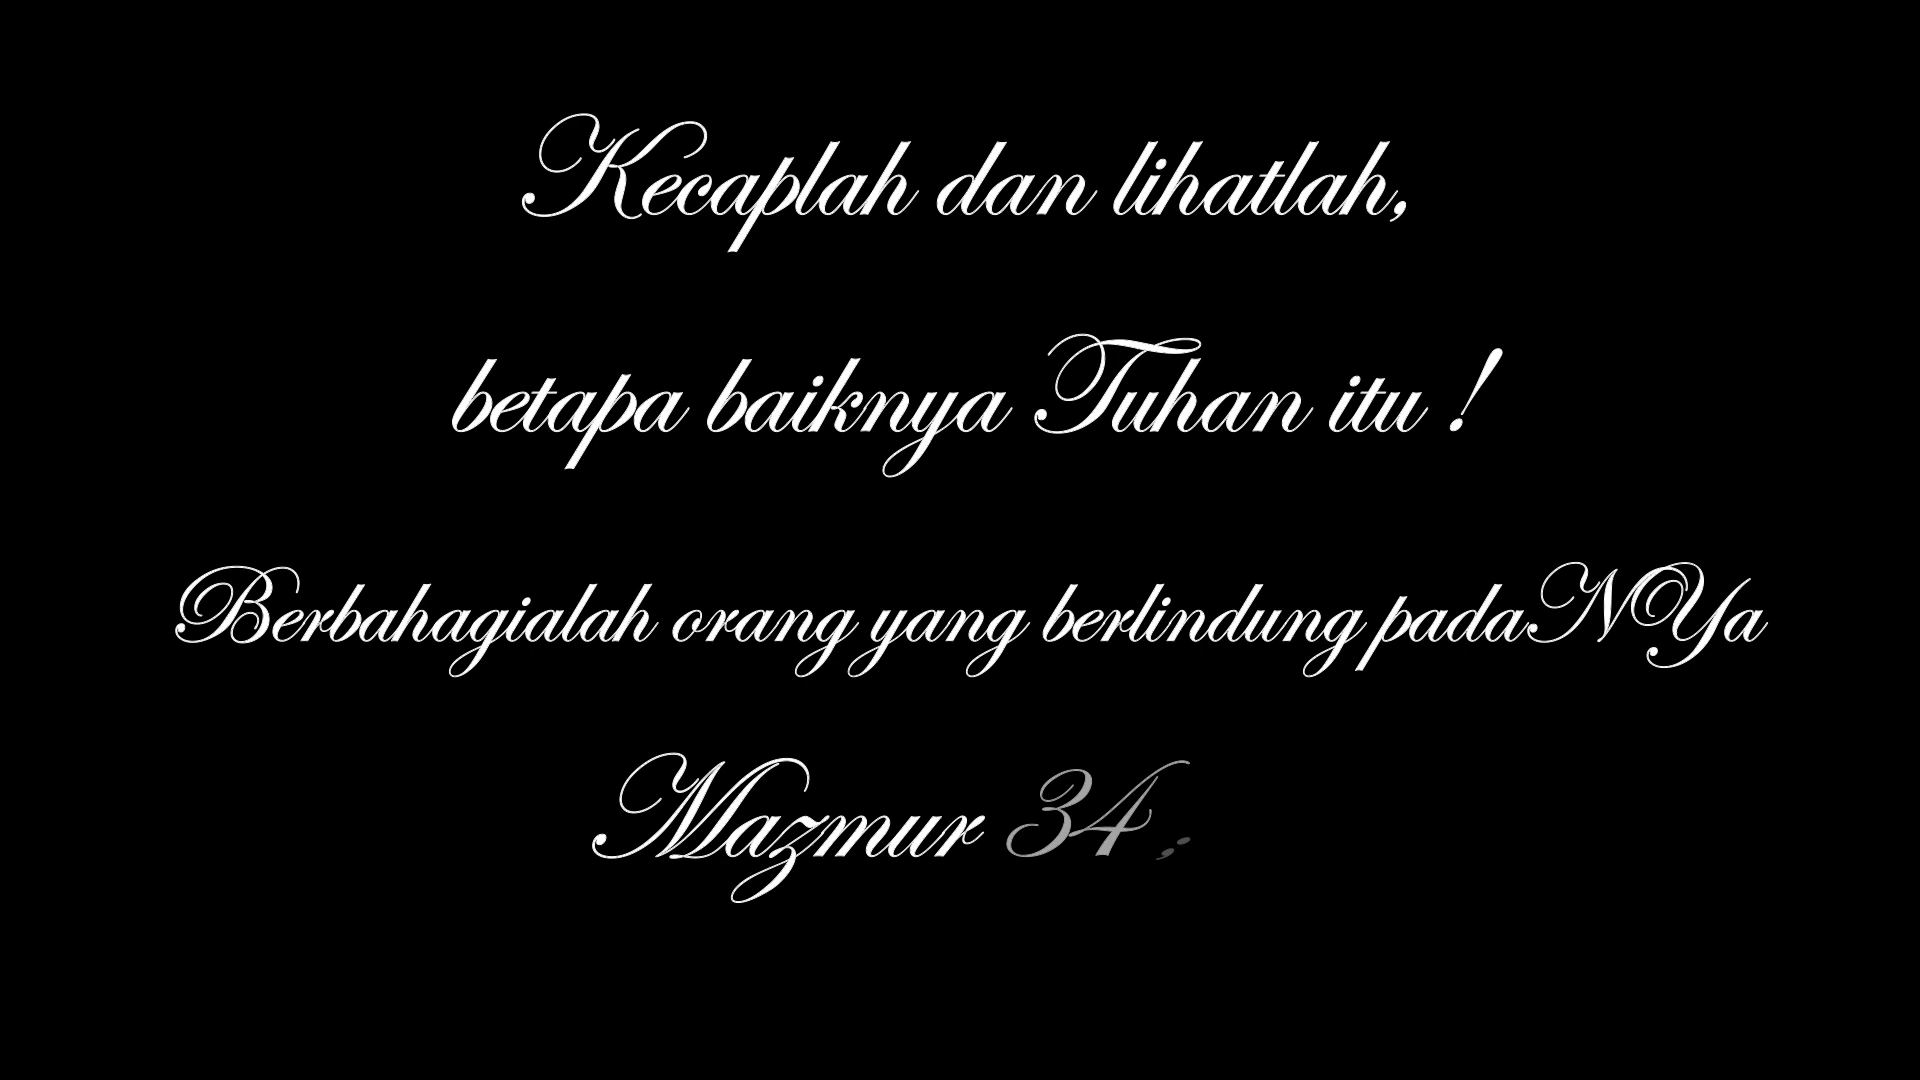 Kecaplah dan lihatlah,
betapa baiknya Tuhan itu !
Berbahagialah orang yang berlindung padaNYa
Mazmur 34 :